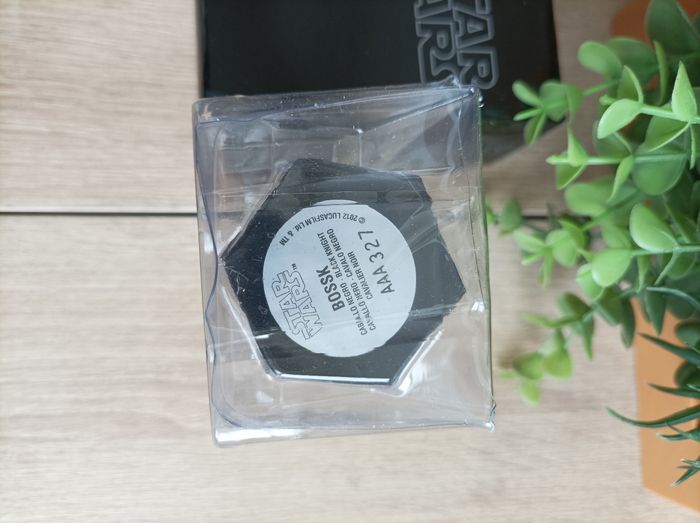 STAR
WARS
STAR
WARS™
BOSSK
CABALLO NEGRO - BLACK KNIGHT
CAVALLO NERO - CAVALO NEGRO
CAVALIER NOIR
AAA 327
© 2012 LUCASFILM Ltd & TM